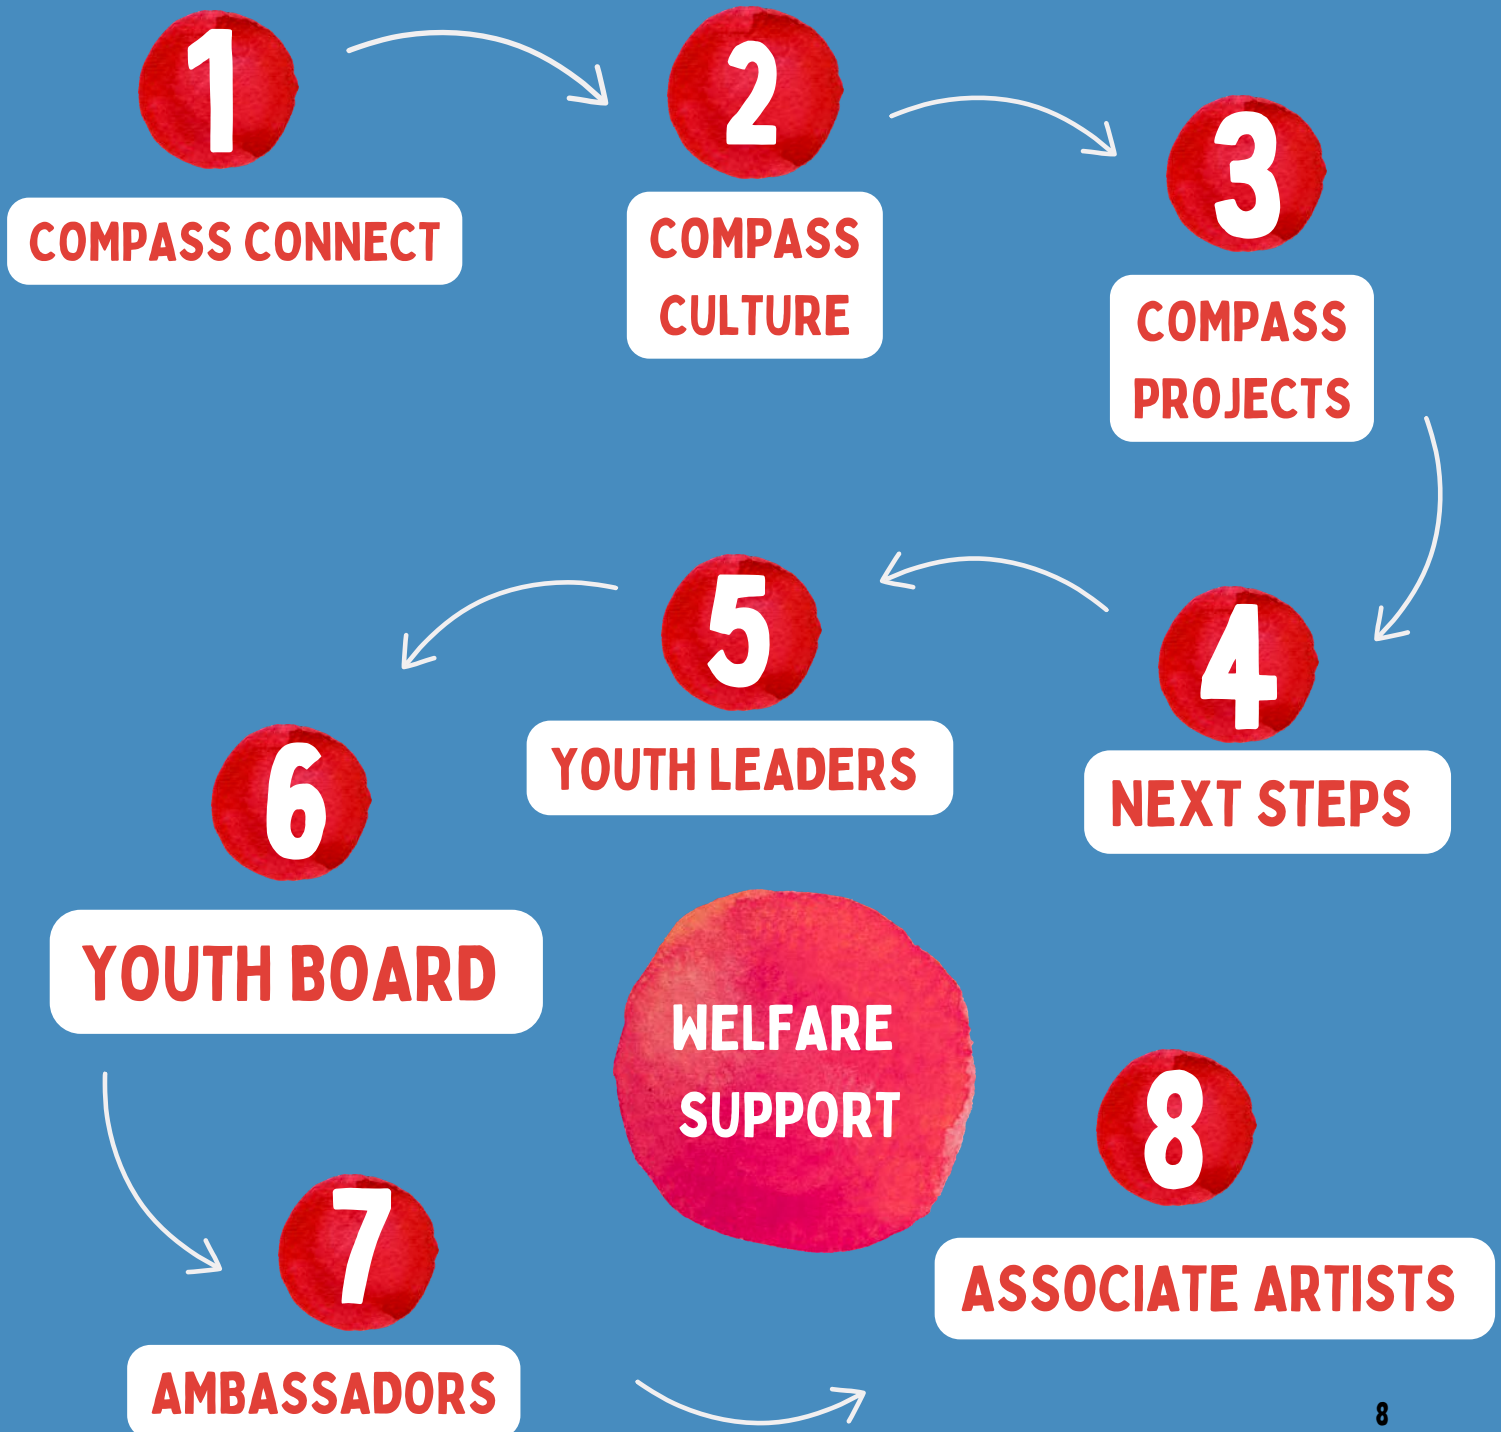 1
COMPASS CONNECT
2
COMPASS
CULTURE
3
COMPASS
PROJECTS
4
NEXT STEPS
5
YOUTH LEADERS
6
YOUTH BOARD
7
AMBASSADORS
8
ASSOCIATE ARTISTS
WELFARE
SUPPORT
8